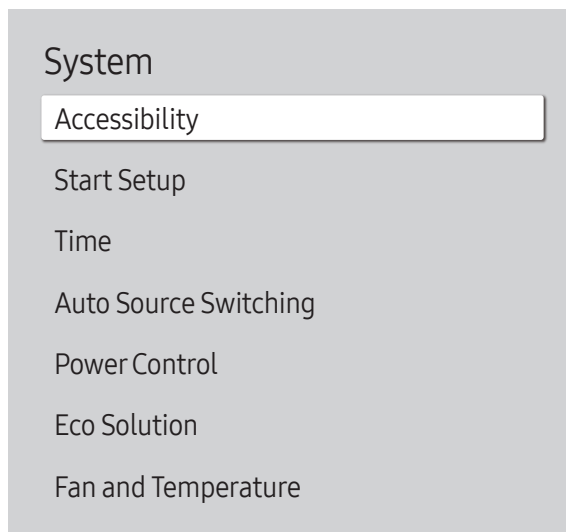 System
Accessibility
Start Setup
Time
Auto Source Switching
Power Control
Eco Solution
Fan and Temperature